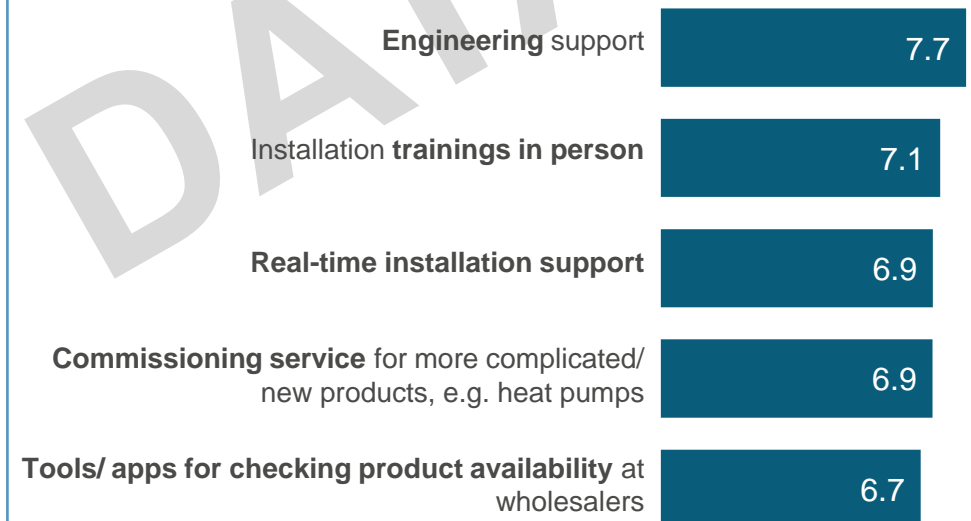 Engineering support
7.7
Installation trainings in person
7.1
Real-time installation support
6.9
Commissioning service for more complicated/
new products, e.g. heat pumps
6.9
Tools/ apps for checking product availability at
wholesalers
6.7